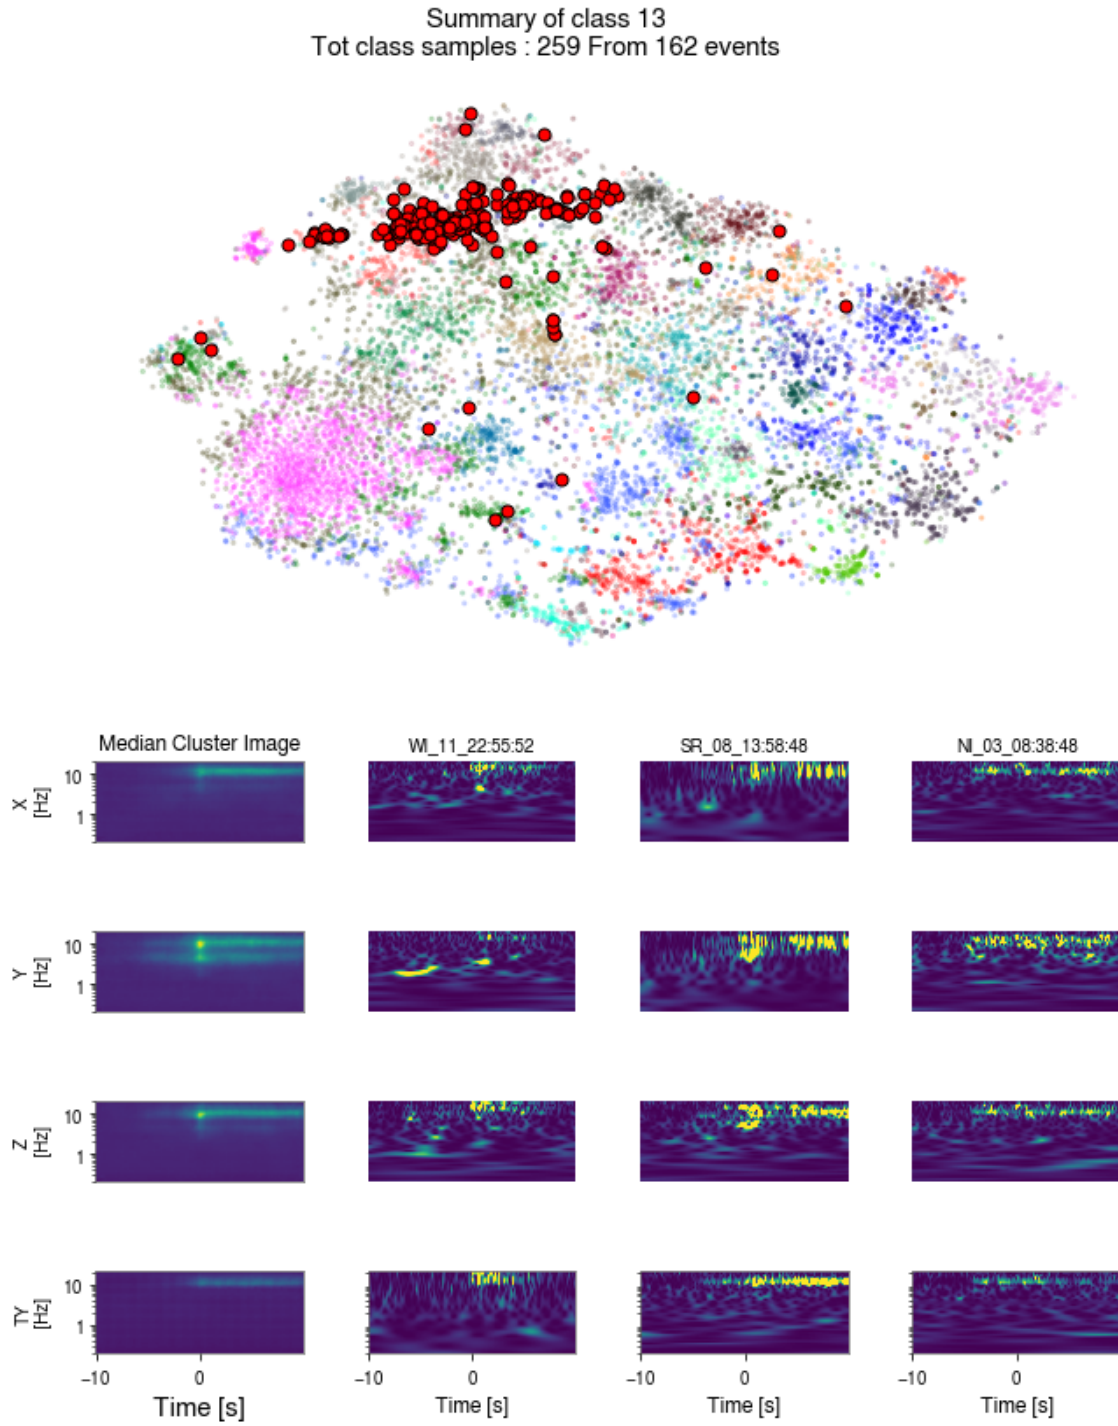 Summary of class 13
Tot class samples : 259 From 162 events
Median Cluster Image
WI_11_22:55:52
SR_08_13:58:48
NI_03_08:38:48
X
[Hz]
10
1
Y
[Hz]
10
1
Z
[Hz]
10
1
TY
[Hz]
10
1
−10
0
−10
0
−10
0
Time [s]
Time [s]
Time [s]
Time [s]